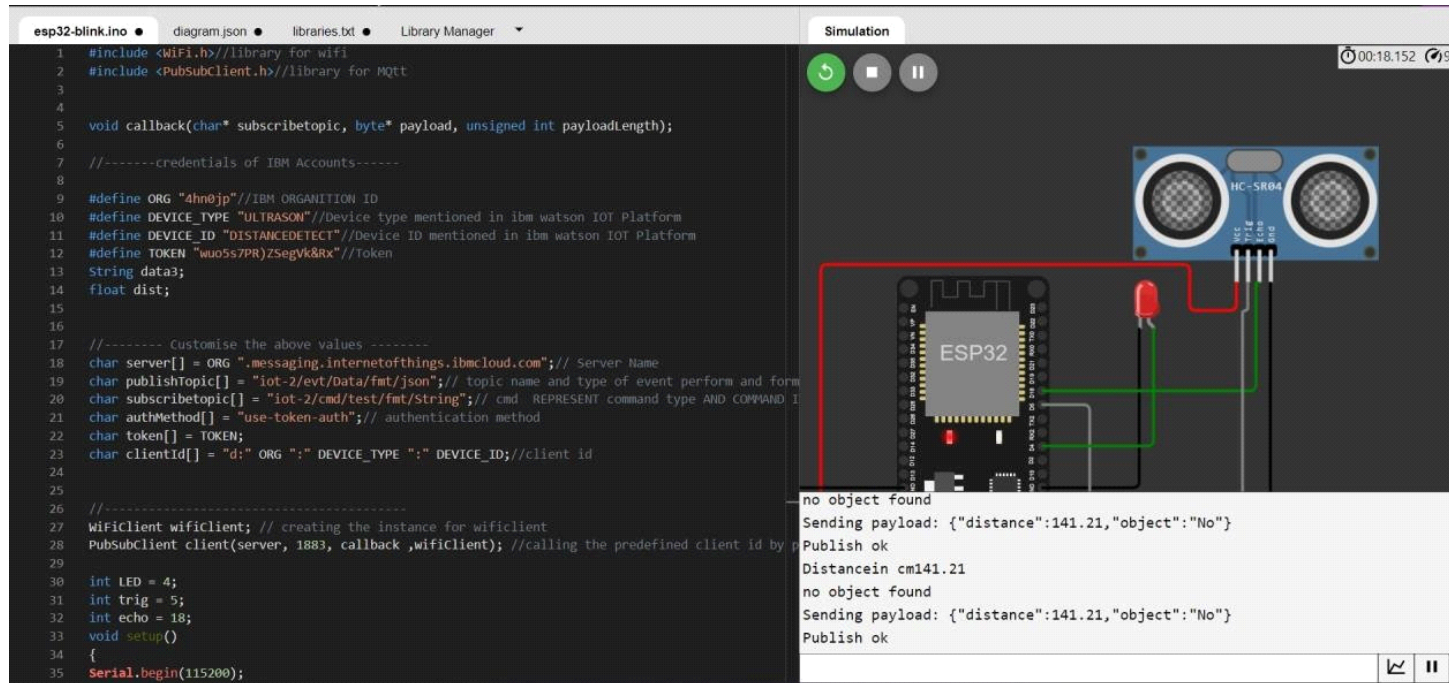 esp32-blink.ino ● diagram.json ● libraries.txt ● Library Manager
1 #include <WiFi.h>//library for wifi
2 #include <PubSubClient.h>//library for MQtt
3
4
5 void callback(char* subscribetopic, byte* payload, unsigned int payloadLength);
6
7 //-------credentials of IBM Accounts------
8
9 #define ORG "4hn0jp"//IBM ORGANITION ID
10 #define DEVICE_TYPE "ULTRASON"//Device type mentioned in ibm watson IOT Platform
11 #define DEVICE_ID "DISTANCEDETECT"//Device ID mentioned in ibm watson IOT Platform
12 #define TOKEN "wuo5s7PR)ZSegVk&Rx"//Token
13 String data3;
14 float dist;
15
16
17 //-------- Customise the above values --------
18 char server[] = ORG ".messaging.internetofthings.ibmcloud.com";// Server Name
19 char publishTopic[] = "iot-2/evt/Data/fmt/json";// topic name and type of event perform and form
20 char subscribetopic[] = "iot-2/cmd/test/fmt/String";// cmd REPRESENT command type AND COMMAND I
21 char authMethod[] = "use-token-auth";// authentication method
22 char token[] = TOKEN;
23 char clientId[] = "d:" ORG ":" DEVICE_TYPE ":" DEVICE_ID;//client id
24
25
26 //-----------------------------------------
27 WiFiClient wifiClient; // creating the instance for wificlient
28 PubSubClient client(server, 1883, callback ,wifiClient); //calling the predefined client id by p
29
30 int LED = 4;
31 int trig = 5;
32 int echo = 18;
33 void setup()
34 {
35 Serial.begin(115200);
Simulation
00:18.152 9
HC-SR04
Vcc
Trig
Echo
Gnd
ESP32
no object found
Sending payload: {"distance":141.21,"object":"No"}
Publish ok
Distancein cm141.21
no object found
Sending payload: {"distance":141.21,"object":"No"}
Publish ok